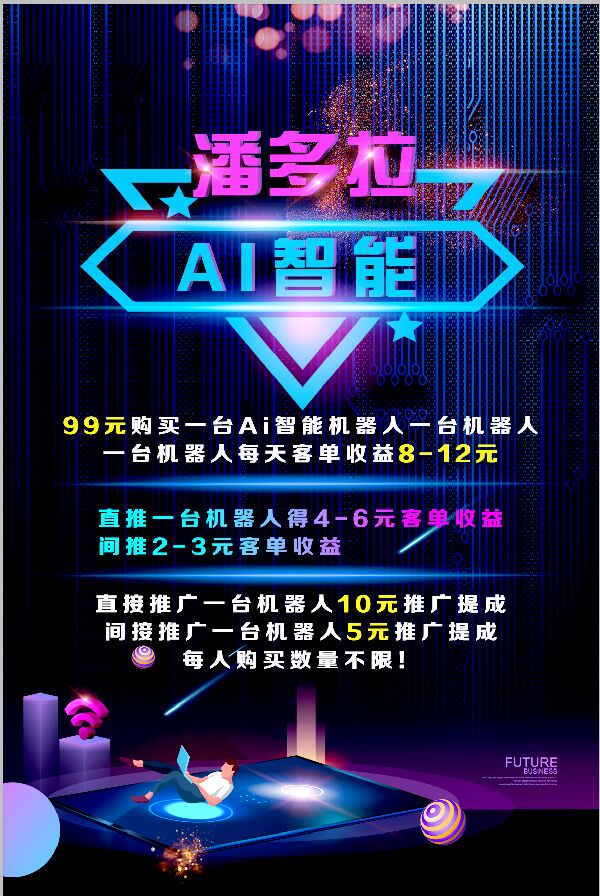 潘多拉
AI智能
99元购买一台Ai智能机器人一台机器人
一台机器人每天客单收益8-12元
直推一台机器人得4-6元客单收益
间推2-3元客单收益
直接推广一台机器人10元推广提成
间接推广一台机器人5元推广提成
每人购买数量不限!
FUTURE
BUSINESS